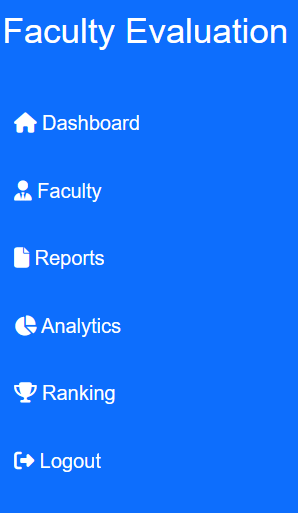 Faculty Evaluation
Dashboard
Faculty
Reports
Analytics
Ranking
Logout